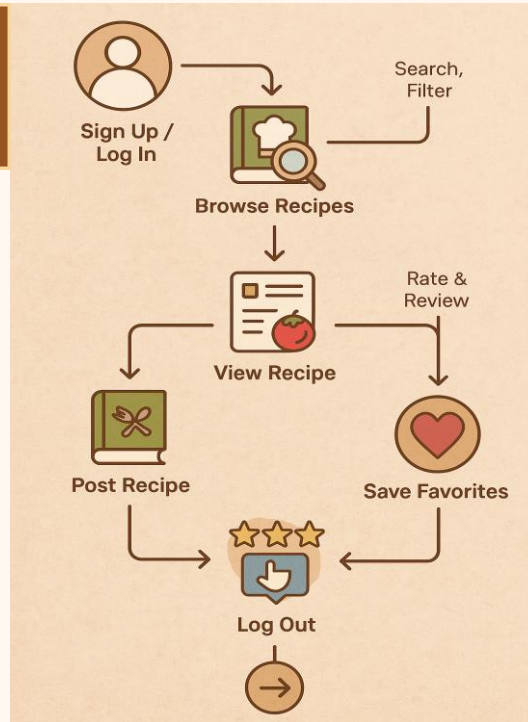 Sign Up /
Log In
Search,
Filter
Browse Recipes
Rate &
Review
View Recipe
Post Recipe
Save Favorites
Log Out